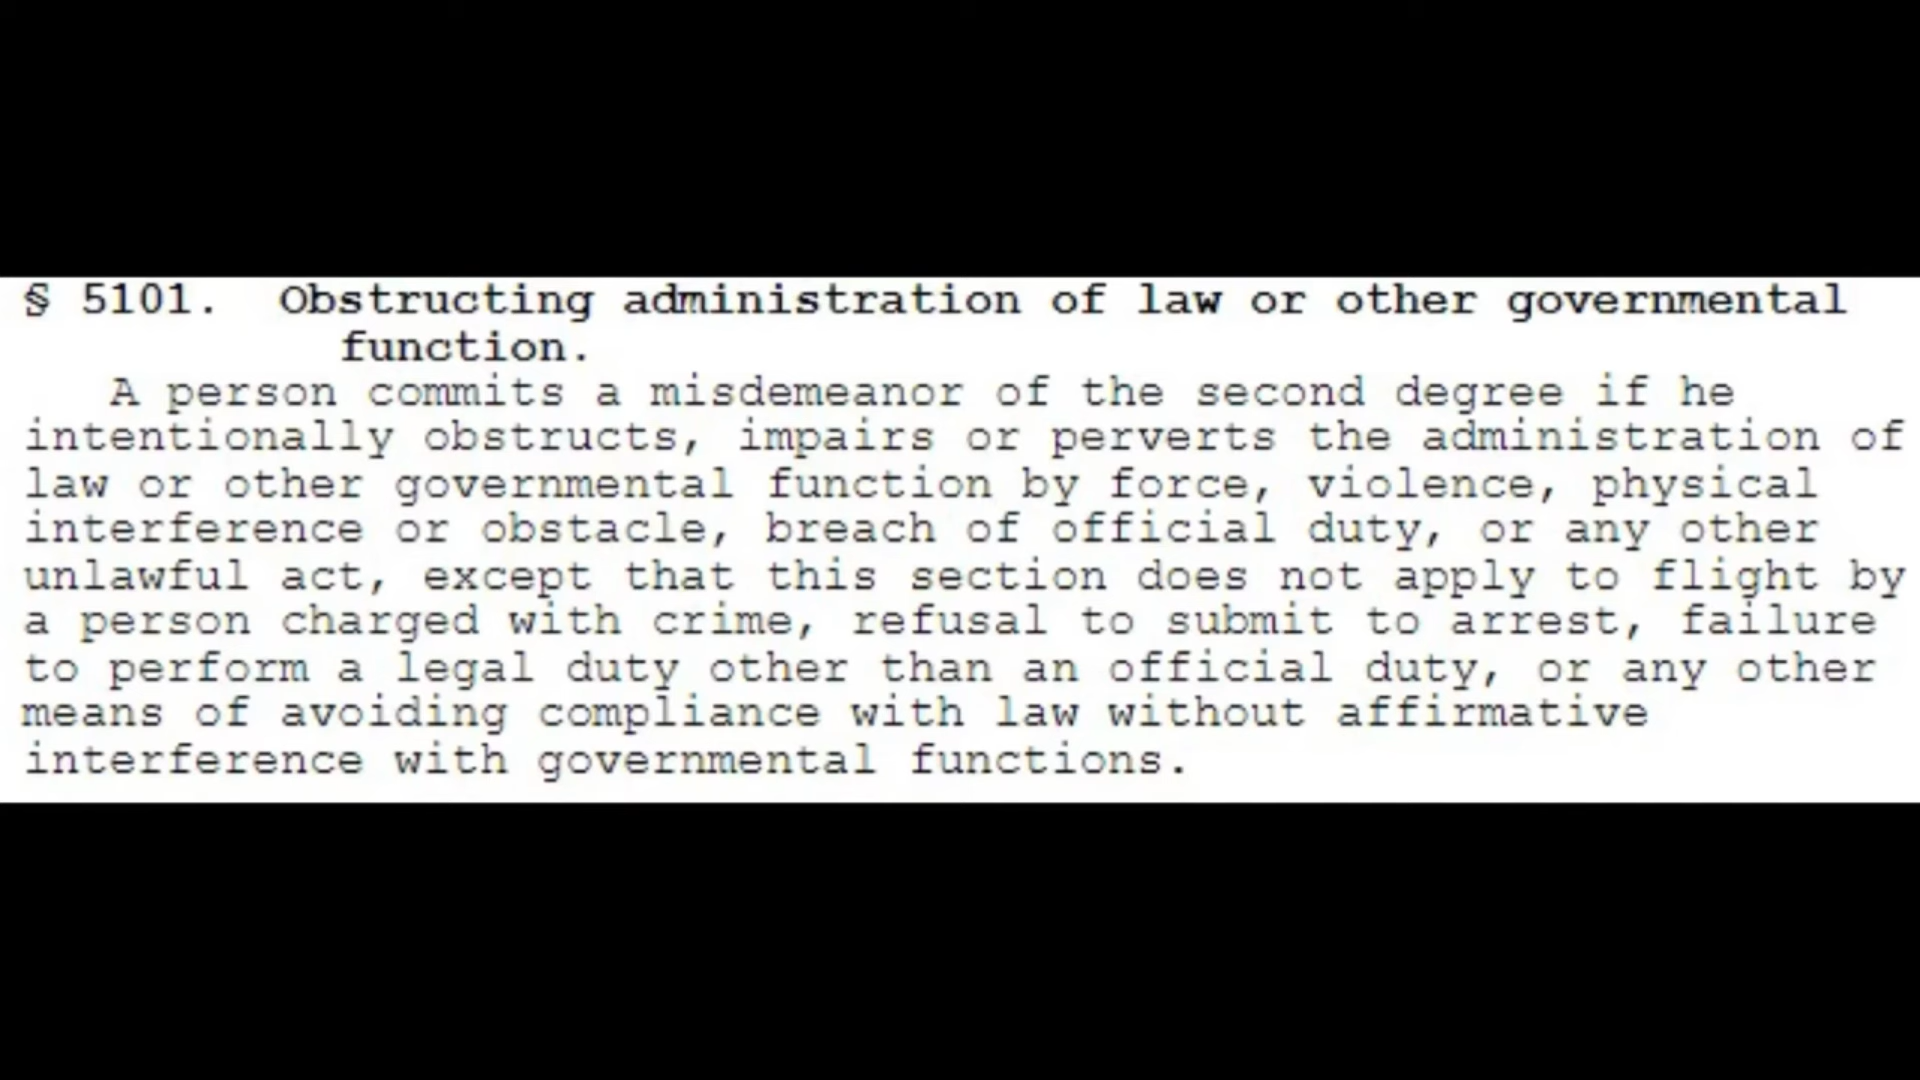 § 5101. Obstructing administration of law or other governmental
function.
A person commits a misdemeanor of the second degree if he
intentionally obstructs, impairs or perverts the administration of
law or other governmental function by force, violence, physical
interference or obstacle, breach of official duty, or any other
unlawful act, except that this section does not apply to flight by
a person charged with crime, refusal to submit to arrest, failure
to perform a legal duty other than an official duty, or any other
means of avoiding compliance with law without affirmative
interference with governmental functions.